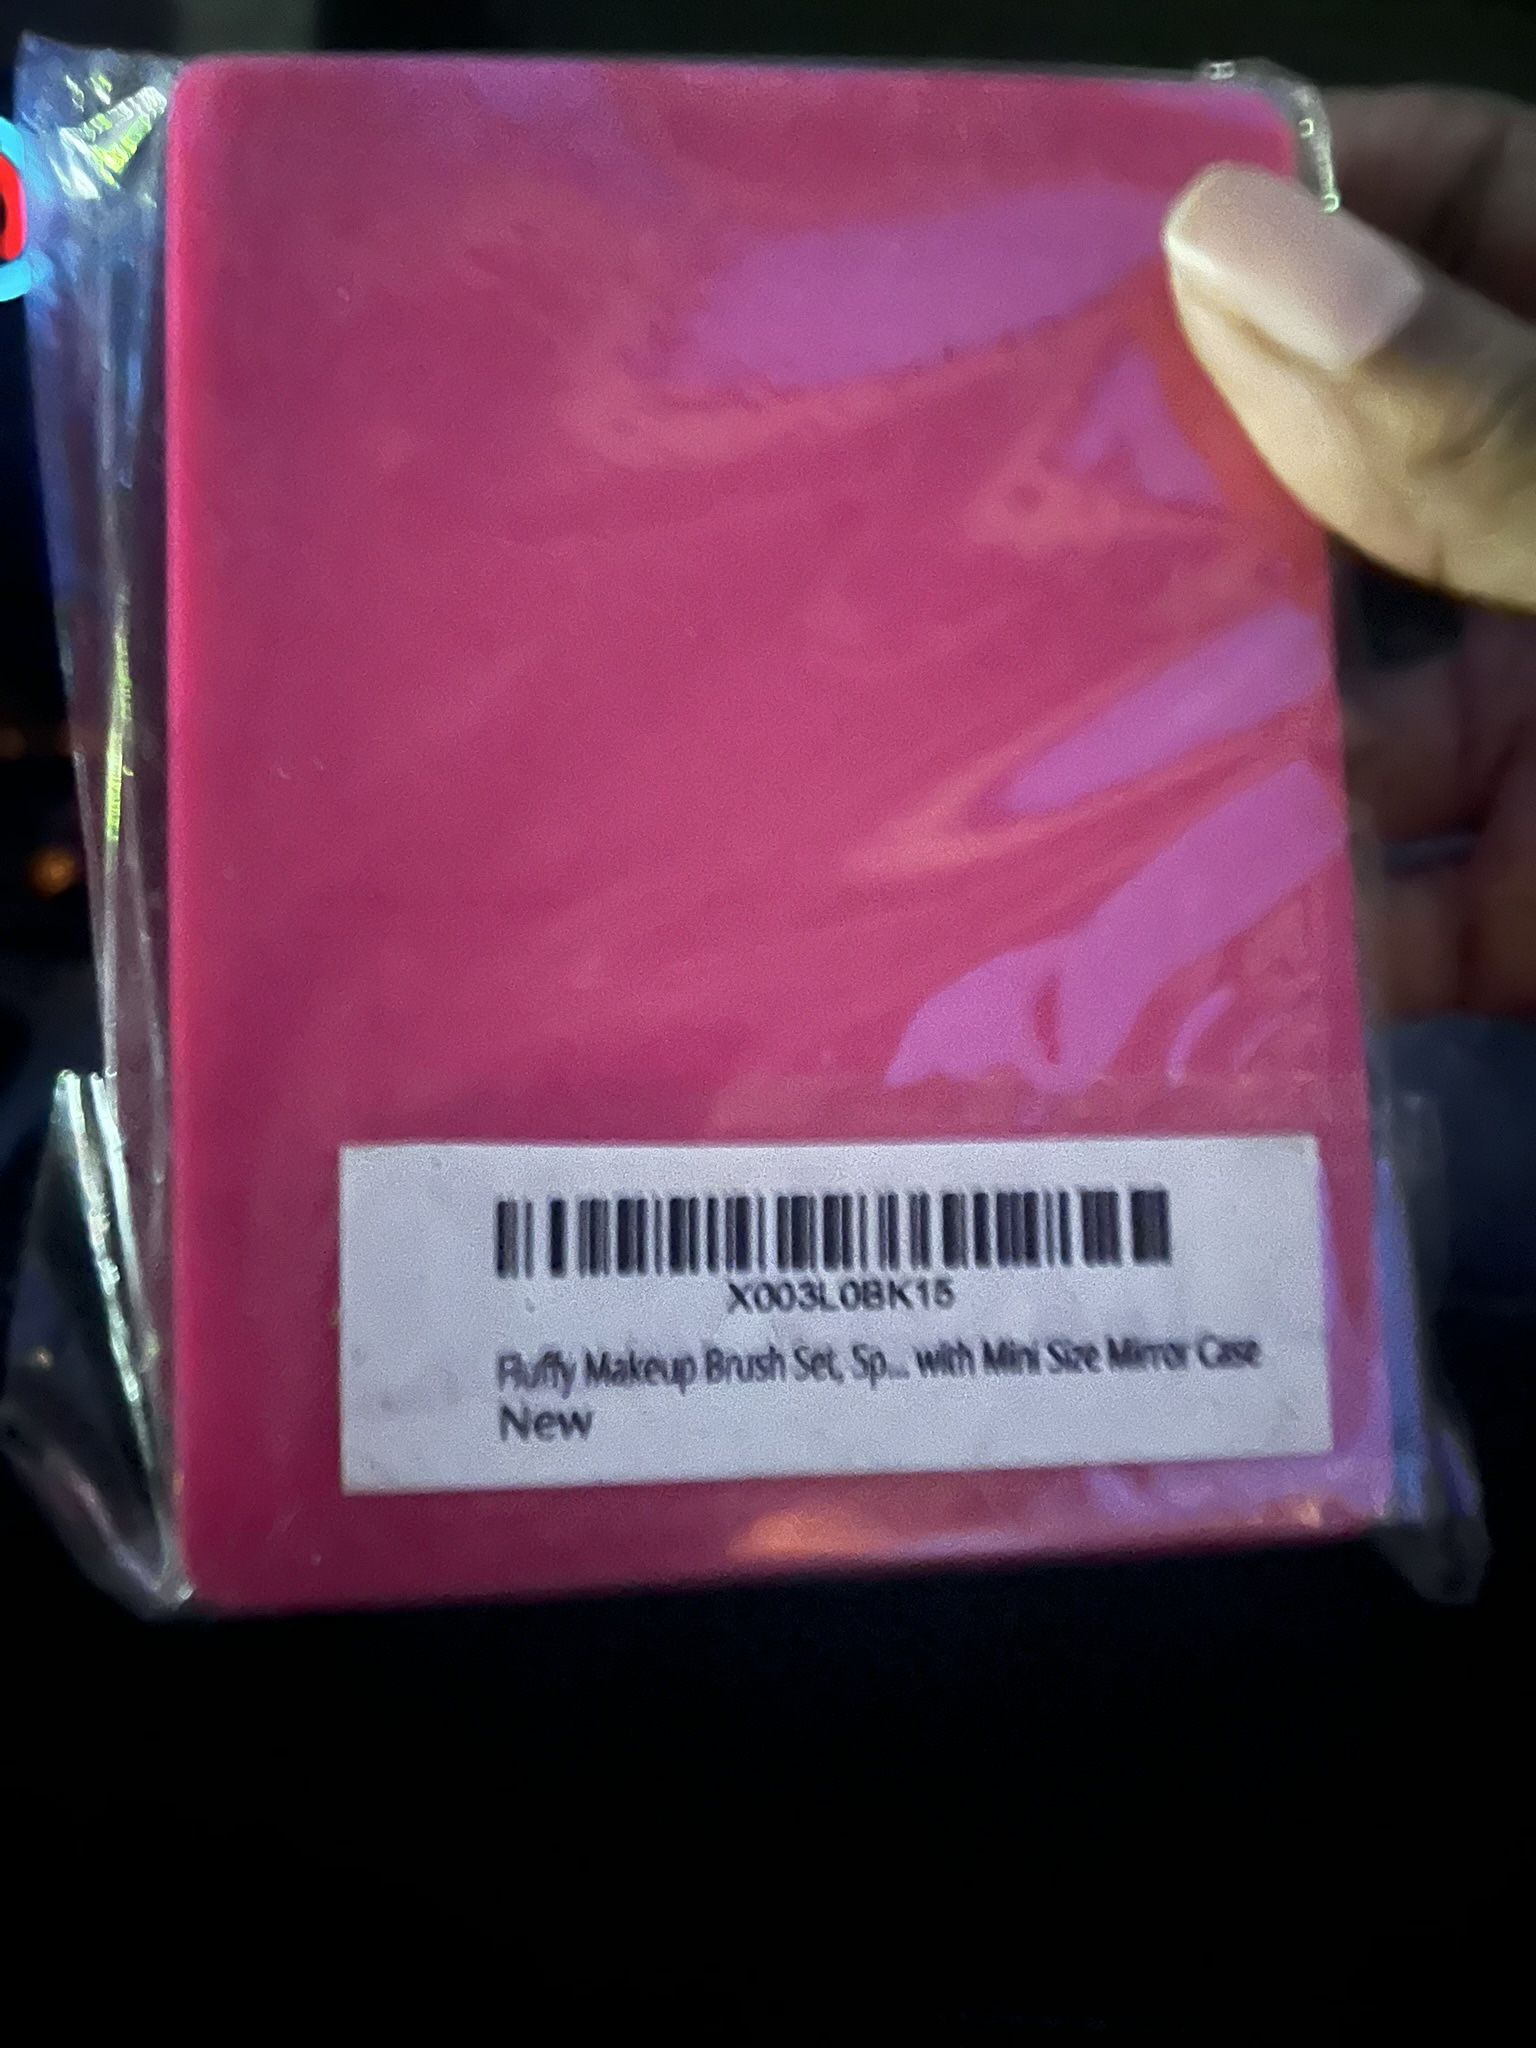 X003L0BK15
Fluffy Makeup Brush Set, Sp... with Mini Size Mirror Case
New